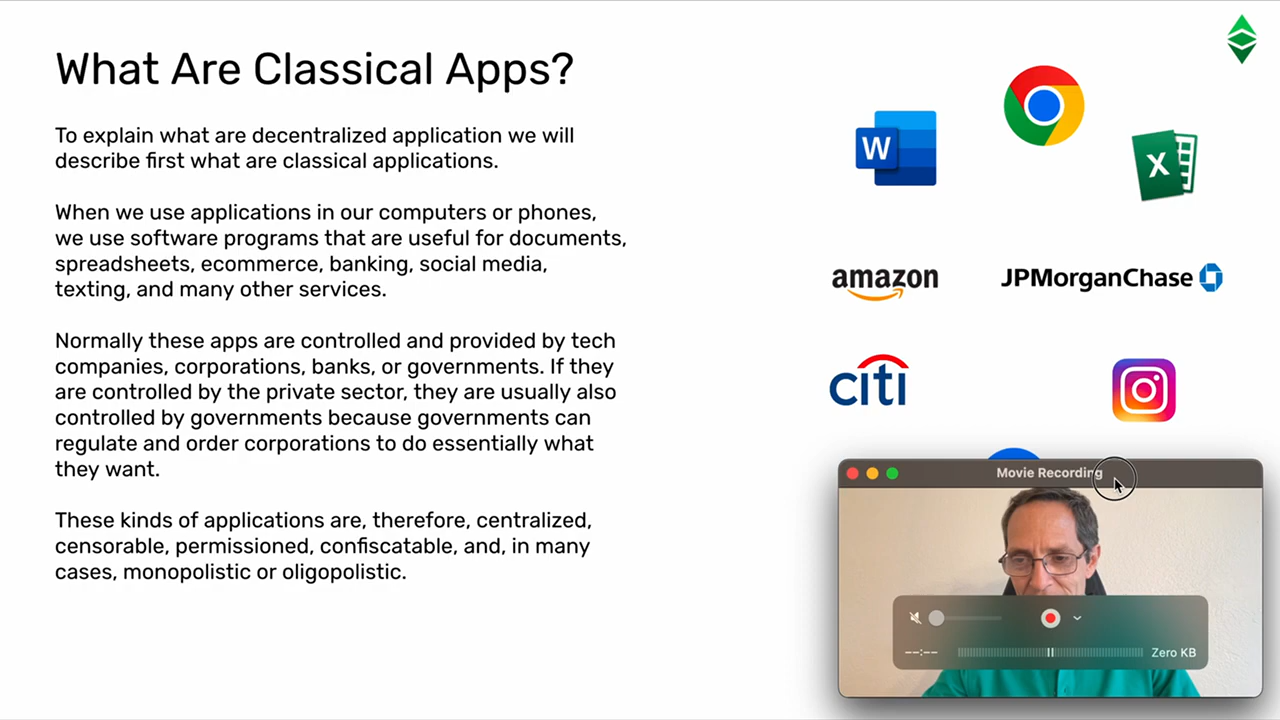 What Are Classical Apps?
To explain what are decentralized application we will
describe first what are classical applications.
When we use applications in our computers or phones,
we use software programs that are useful for documents,
spreadsheets, ecommerce, banking, social media,
texting, and many other services.
Normally these apps are controlled and provided by tech
companies, corporations, banks, or governments. If they
are controlled by the private sector, they are usually also
controlled by governments because governments can
regulate and order corporations to do essentially what
they want.
These kinds of applications are, therefore, centralized,
censorable, permissioned, confiscatable, and, in many
cases, monopolistic or oligopolistic.
W
X
amazon
JPMorganChase
citi
Movie Recording
--:--
Zero KB